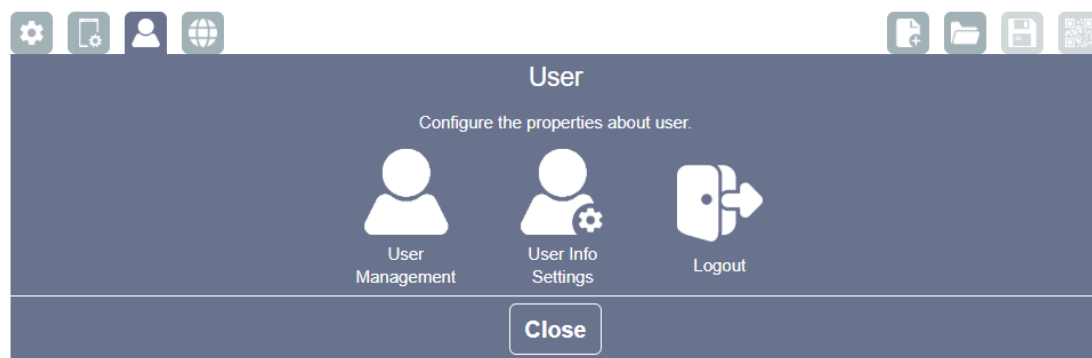 User
Configure the properties about user.
User
Management
User Info
Settings
Logout
Close